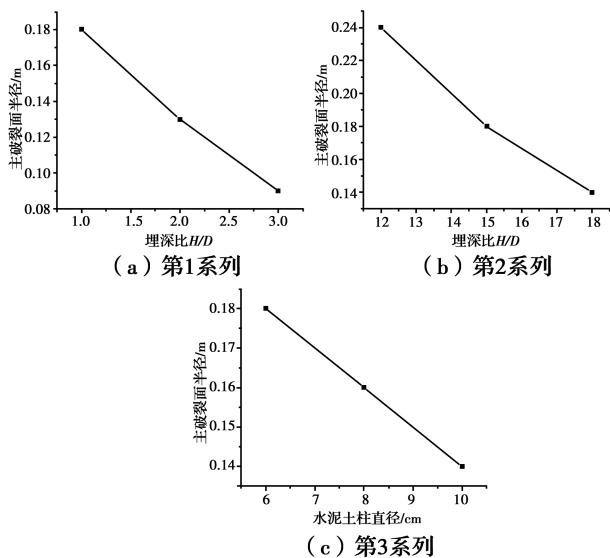 主破裂面半径/m
0.18
0.16
0.14
0.12
0.10
0.08
1.0 1.5 2.0 2.5 3.0
埋深比H/D
(a)第1系列
主破裂面半径/m
0.24
0.22
0.20
0.18
0.16
0.14
12 13 14 15 16 17 18
埋深比H/D
(b)第2系列
主破裂面半径/m
0.18
0.17
0.16
0.15
0.14
6 7 8 9 10
水泥土柱直径/cm
(c)第3系列